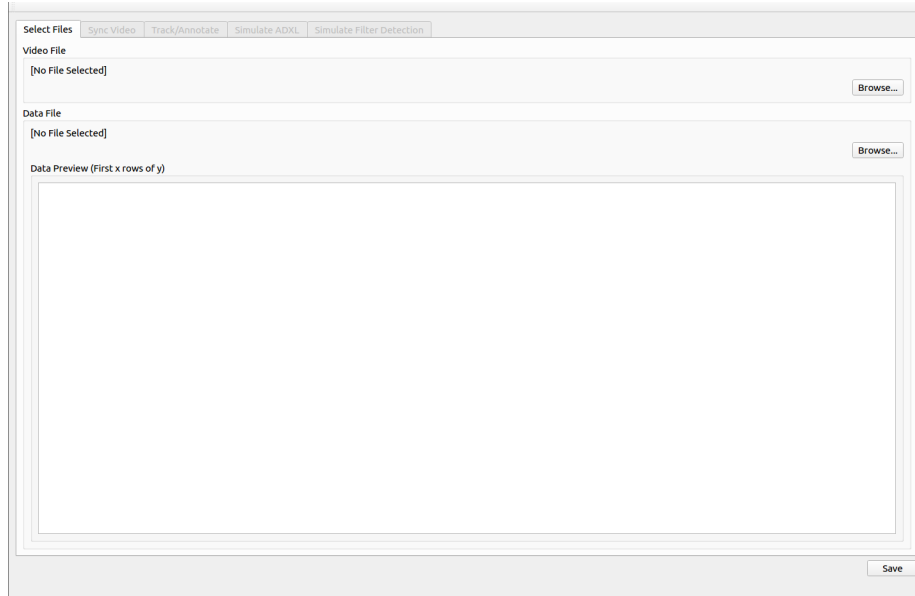 Select Files Sync Video Track/Annotate Simulate ADXL Simulate Filter Detection
Video File
[No File Selected]
Browse...
Data File
[No File Selected]
Browse...
Data Preview (First x rows of y)
Save